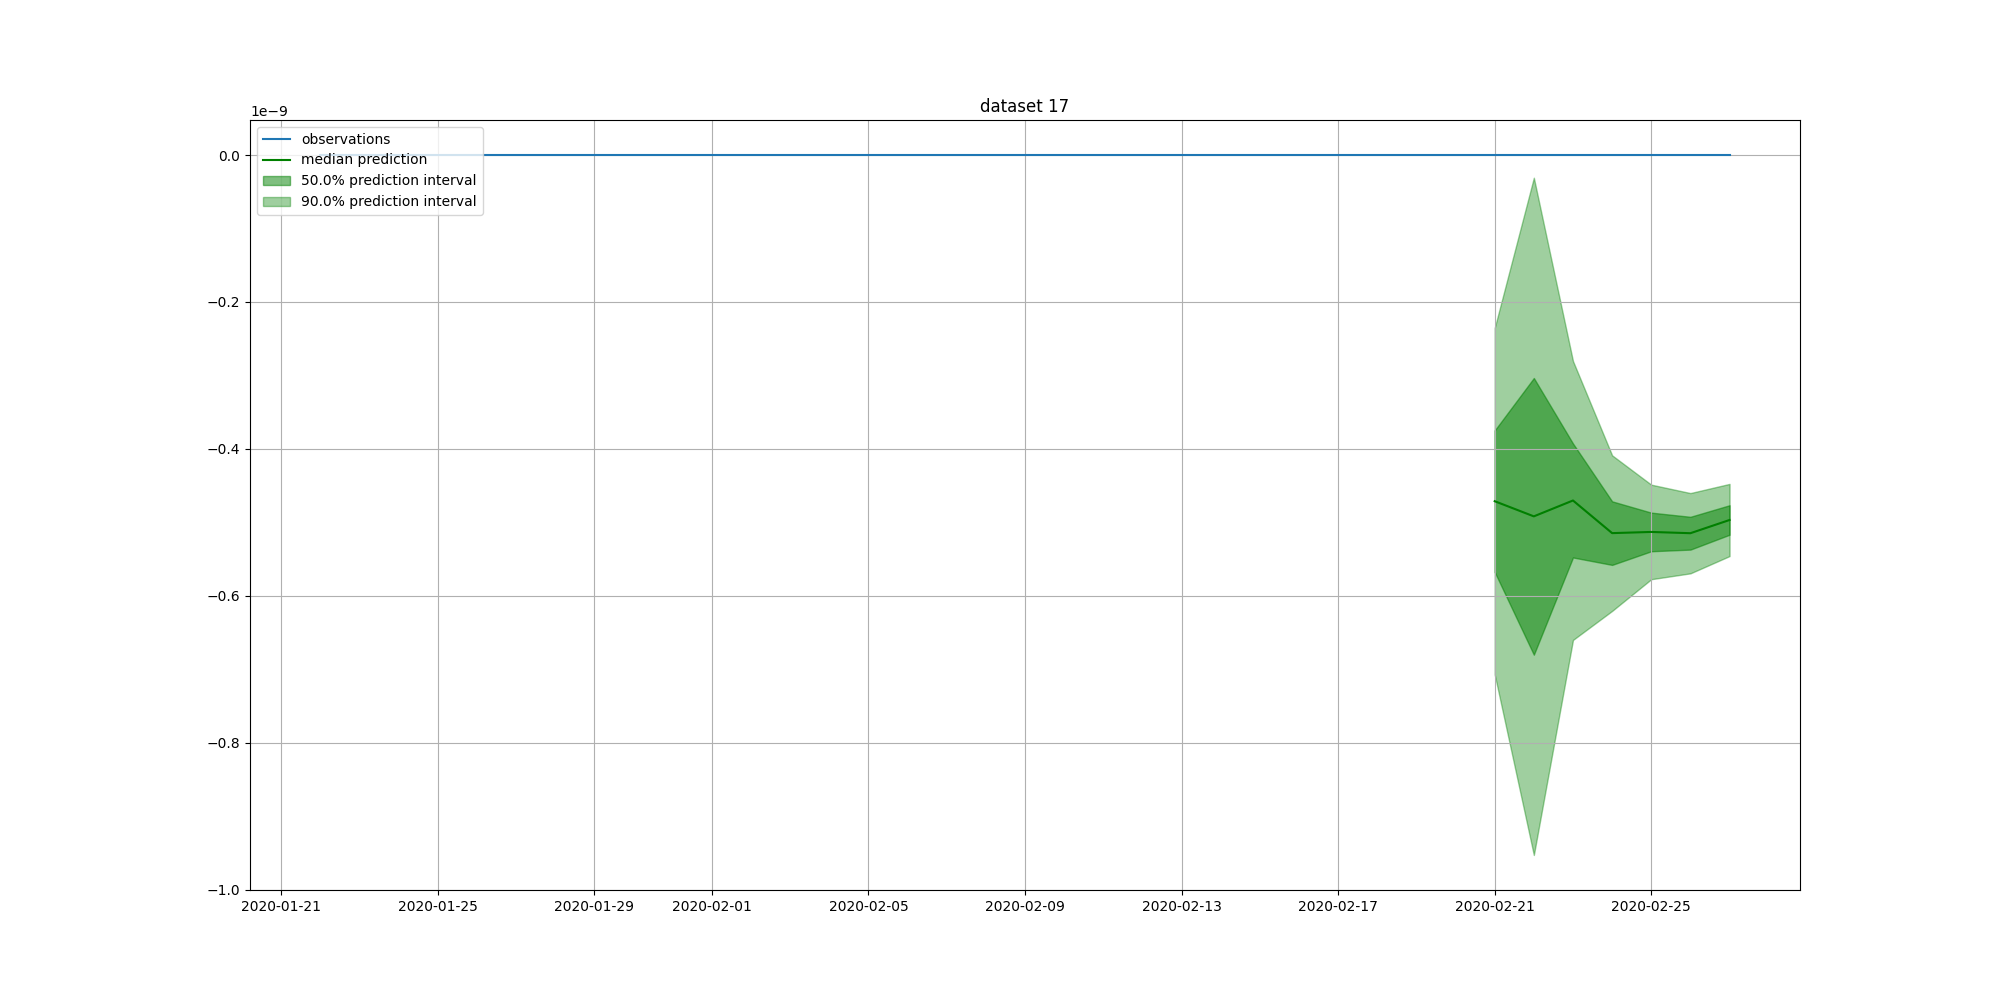 dataset 17
1e−9
observations
median prediction
50.0% prediction interval
90.0% prediction interval
0.0
−0.2
−0.4
−0.6
−0.8
−1.0
2020-01-21 2020-01-25 2020-01-29 2020-02-01 2020-02-05 2020-02-09 2020-02-13 2020-02-17 2020-02-21 2020-02-25